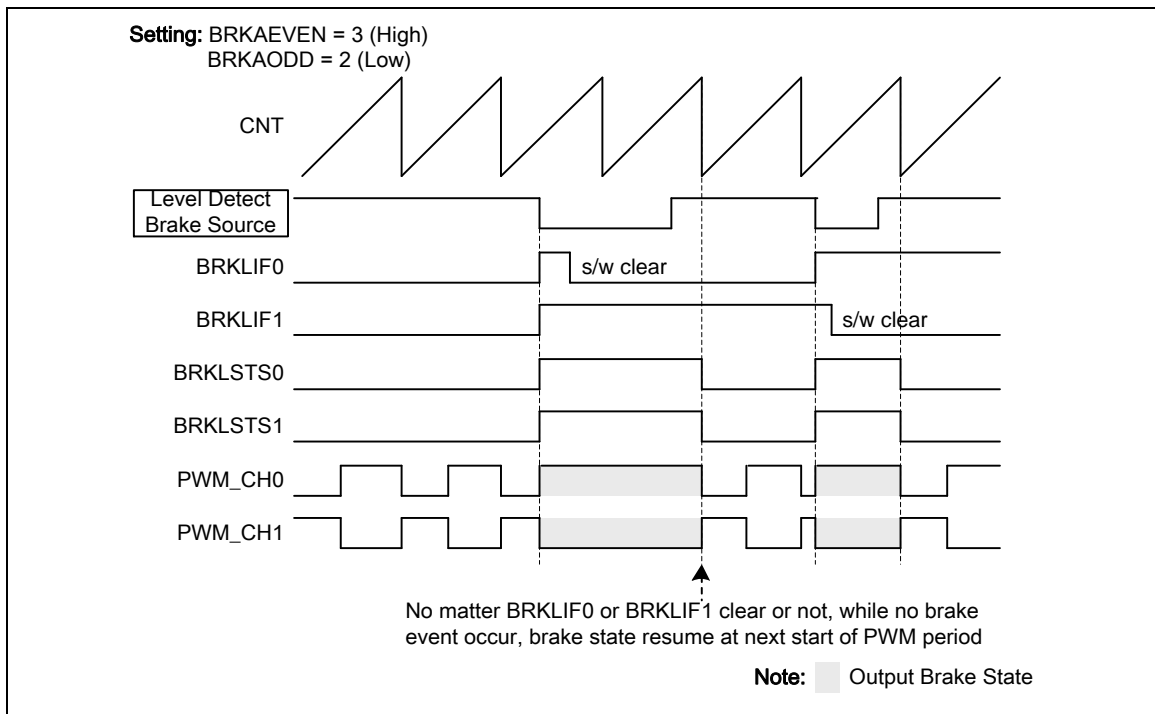 Setting: BRKAEVEN = 3 (High)
BRKAODD = 2 (Low)
CNT
Level Detect
Brake Source
BRKLIF0
s/w clear
BRKLIF1
s/w clear
BRKLSTS0
BRKLSTS1
PWM_CH0
PWM_CH1
No matter BRKLIF0 or BRKLIF1 clear or not, while no brake
event occur, brake state resume at next start of PWM period
Note: Output Brake State